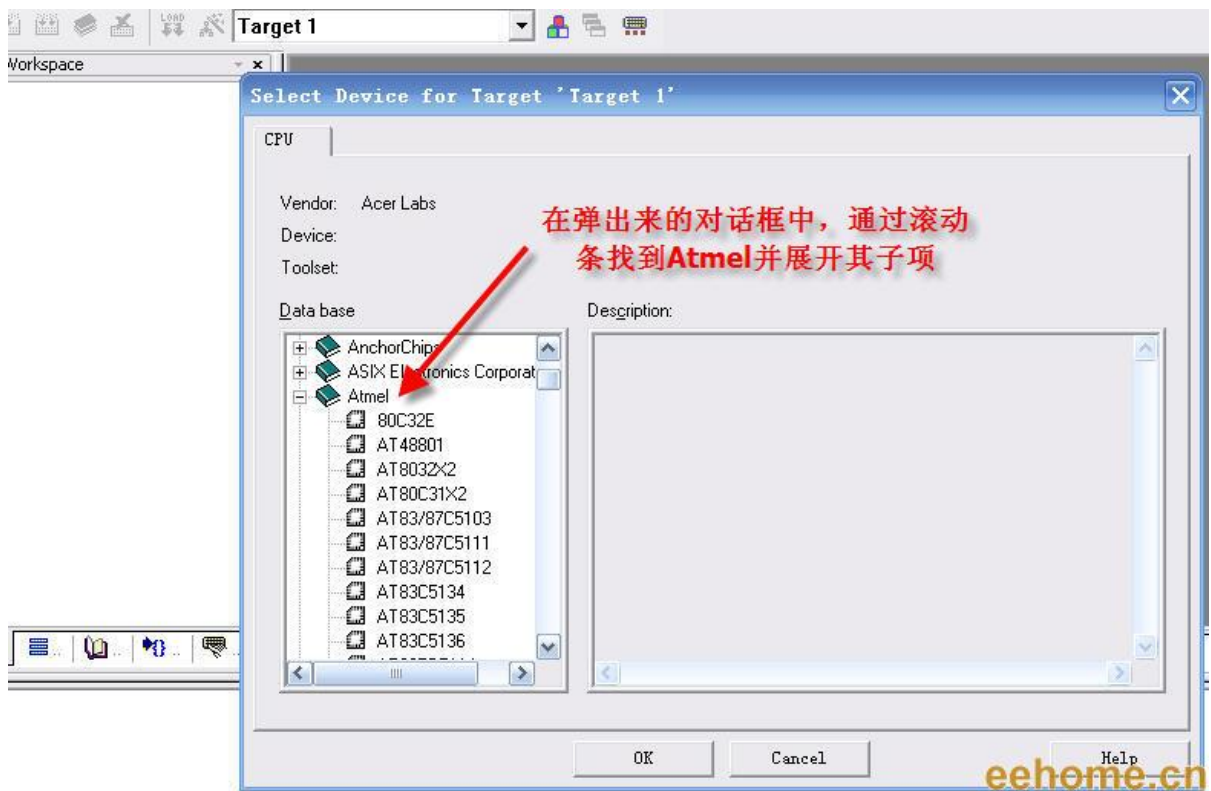 Target 1
Workspace
Select Device for Target 'Target 1'
CPU
Vendor: Acer Labs
Device:
Toolset:
在弹出来的对话框中，通过滚动
条找到Atmel并展开其子项
Data base
Description:
AnchorChips
ASIX Electronics Corporat
Atmel
80C32E
AT48801
AT8032X2
AT80C31X2
AT83/87C5103
AT83/87C5111
AT83/87C5112
AT83C5134
AT83C5135
AT83C5136
OK
Cancel
Help
eehome.cn